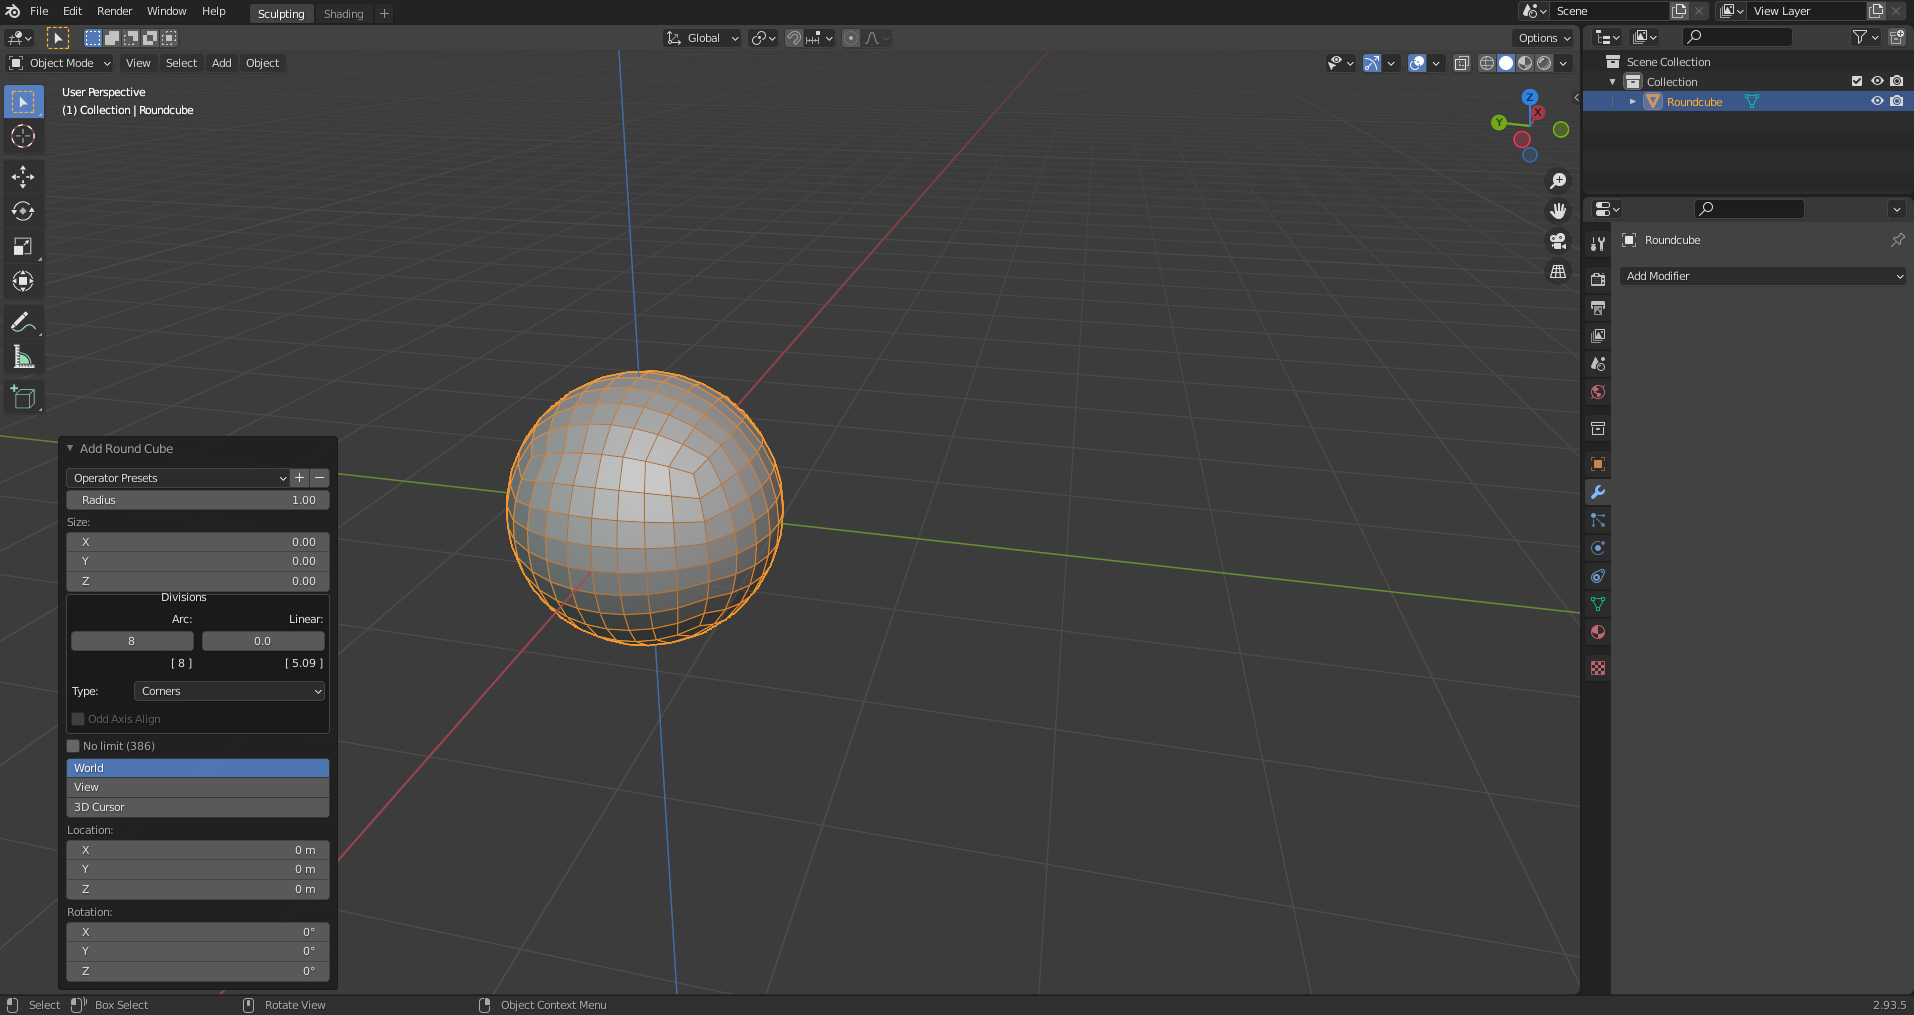 File Edit Render Window Help Sculpting Shading + Scene View Layer
Global Options
Object Mode View Select Add Object
User Perspective
(1) Collection | Roundcube
Z
X
Y
Scene Collection
Collection
Roundcube
Roundcube
Add Modifier
Add Round Cube
Operator Presets + −
Radius 1.00
Size:
X 0.00
Y 0.00
Z 0.00
Divisions
Arc: Linear:
8 0.0
[ 8 ] [ 5.09 ]
Type: Corners
Odd Axis Align
No limit (386)
World
View
3D Cursor
Location:
X 0 m
Y 0 m
Z 0 m
Rotation:
X 0°
Y 0°
Z 0°
Select Box Select Rotate View Object Context Menu 2.93.5